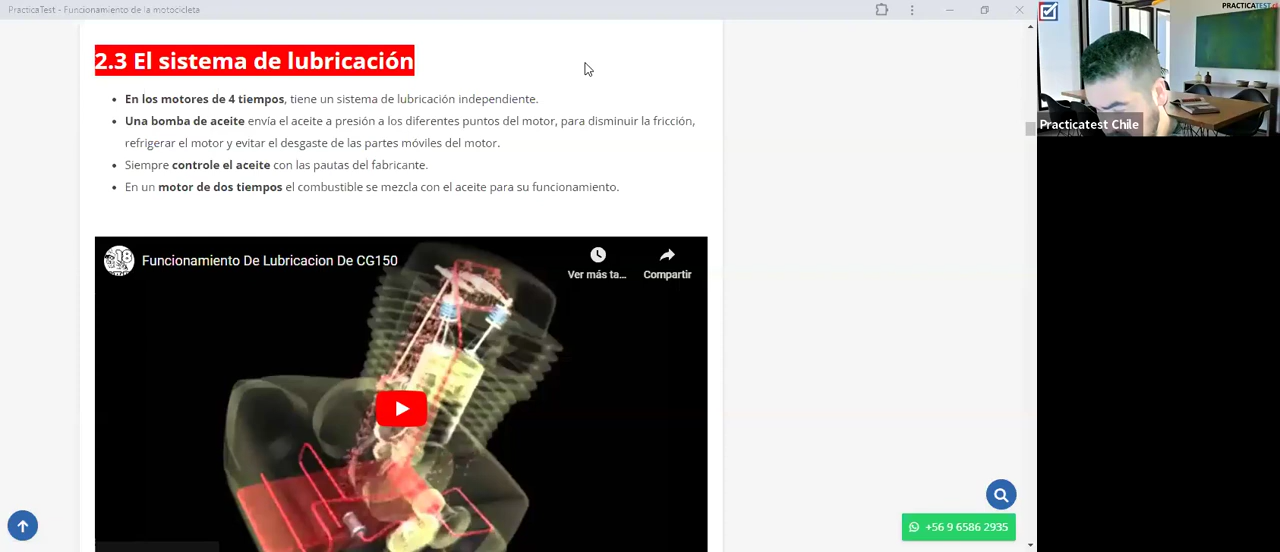 PracticaTest - Funcionamiento de la motocicleta
PRACTICATEST.cl
2.3 El sistema de lubricación
Practicatest Chile
• En los motores de 4 tiempos, tiene un sistema de lubricación independiente.
• Una bomba de aceite envía el aceite a presión a los diferentes puntos del motor, para disminuir la fricción,
refrigerar el motor y evitar el desgaste de las partes móviles del motor.
• Siempre controle el aceite con las pautas del fabricante.
• En un motor de dos tiempos el combustible se mezcla con el aceite para su funcionamiento.
Funcionamiento De Lubricacion De CG150
Ver más ta...
Compartir
+56 9 6586 2935